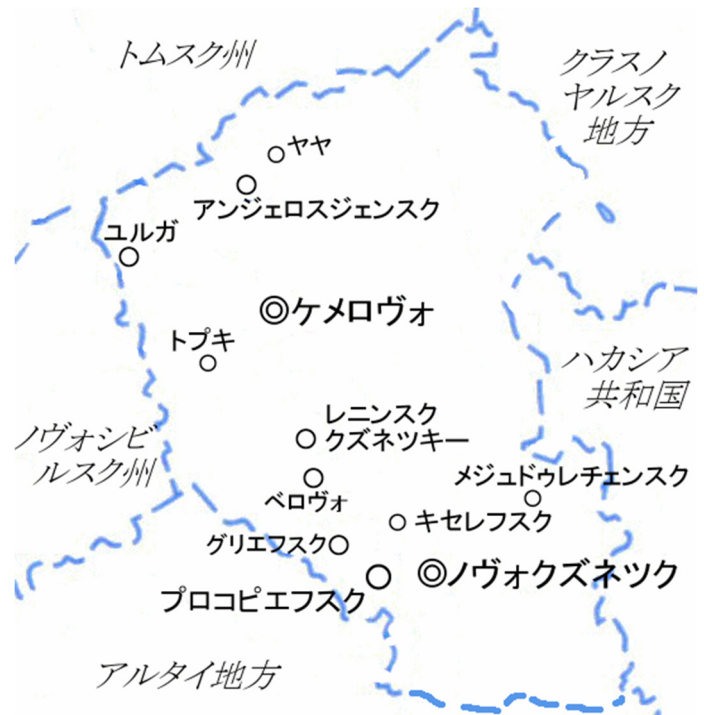 トムスク州
クラスノ
ヤルスク
地方
ヤヤ
アンジェロスジェンスク
ユルガ
ケメロヴォ
トプキ
ハカシア
共和国
レニンスク
クズネツキー
ノヴォシビ
ルスク州
メジュドゥレチェンスク
ベロヴォ
キセレフスク
グリエフスク
ノヴォクズネツク
プロコピエフスク
アルタイ地方